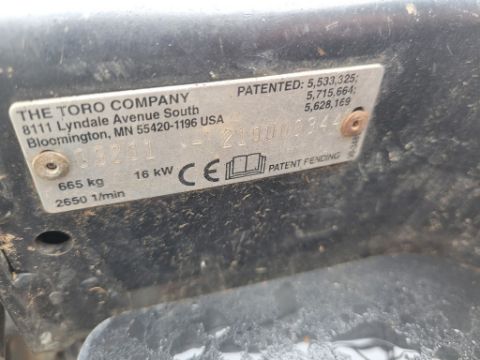 THE TORO COMPANY
8111 Lyndale Avenue South
Bloomington, MN 55420-1196 USA
PATENTED: 5,533,325;
5,715,664;
5,628,169
665 kg
16 kW
CE
PATENT PENDING
2650 1/min